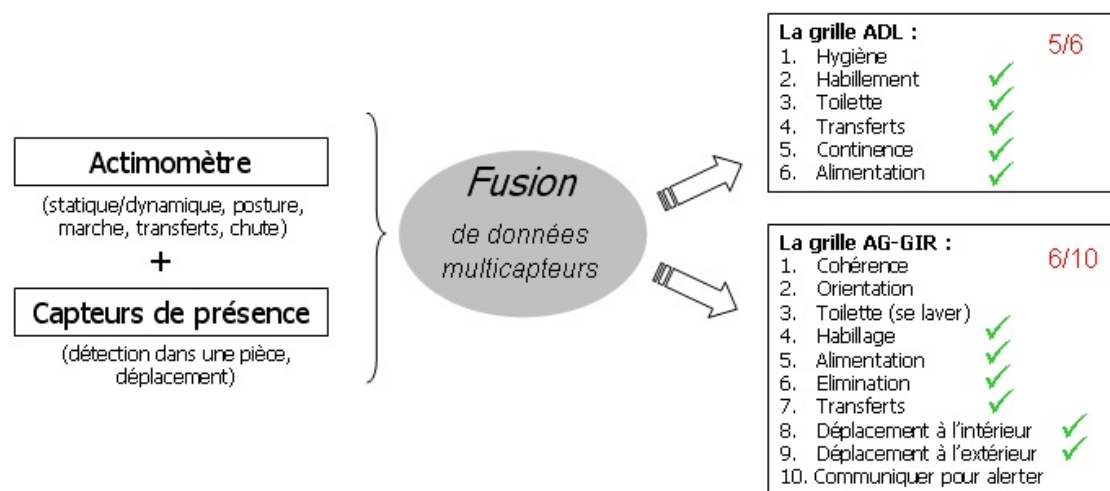 Actimomètre
(statique/dynamique, posture,
marche, transferts, chute)
+
Capteurs de présence
(détection dans une pièce,
déplacement)
Fusion
de données
multicapteurs
La grille ADL :
5/6
1. Hygiène
2. Habillement
3. Toilette
4. Transferts
5. Continence
6. Alimentation
La grille AG-GIR :
6/10
1. Cohérence
2. Orientation
3. Toilette (se laver)
4. Habillage
5. Alimentation
6. Elimination
7. Transferts
8. Déplacement à l'intérieur
9. Déplacement à l'extérieur
10. Communiquer pour alerter